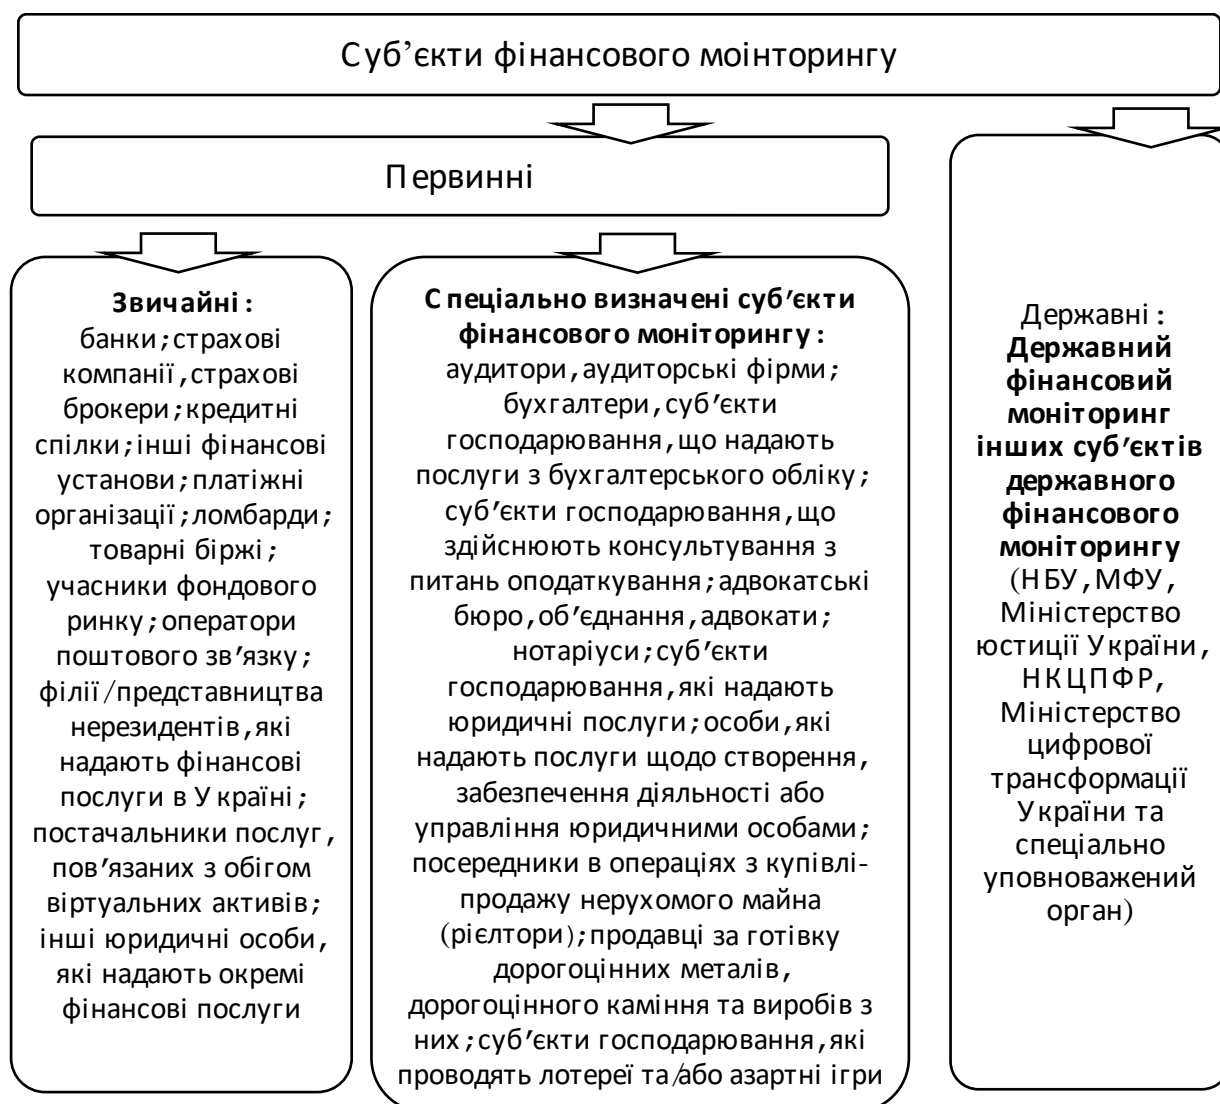 Суб’єкти фінансового моінторингу
Первинні
Звичайні:
банки; страхові
компанії, страхові
брокери; кредитні
спілки; інші фінансові
установи; платіжні
організації; ломбарди;
товарні біржі;
учасники фондового
ринку; оператори
поштового зв’язку;
філії/представництва
нерезидентів, які
надають фінансові
послуги в Україні;
постачальники послуг,
пов’язаних з обігом
віртуальних активів;
інші юридичні особи,
які надають окремі
фінансові послуги
Спеціально визначені суб’єкти
фінансового моніторингу:
аудитори, аудиторські фірми;
бухгалтери, суб’єкти
господарювання, що надають
послуги з бухгалтерського обліку;
суб’єкти господарювання, що
здійснюють консультування з
питань оподаткування; адвокатські
бюро, об’єднання, адвокати;
нотаріуси; суб’єкти
господарювання, які надають
юридичні послуги; особи, які
надають послуги щодо створення,
забезпечення діяльності або
управління юридичними особами;
посередники в операціях з купівлі-
продажу нерухомого майна
(рієлтори); продавці за готівку
дорогоцінних металів,
дорогоцінного каміння та виробів з
них; суб’єкти господарювання, які
проводять лотереї та/або азартні ігри
Державні:
Державний
фінансовий
моніторинг
інших суб’єктів
державного
фінансового
моніторингу
(НБУ, МФУ,
Міністерство
юстиції України,
НКЦПФР,
Міністерство
цифрової
трансформації
України та
спеціально
уповноважений
орган)